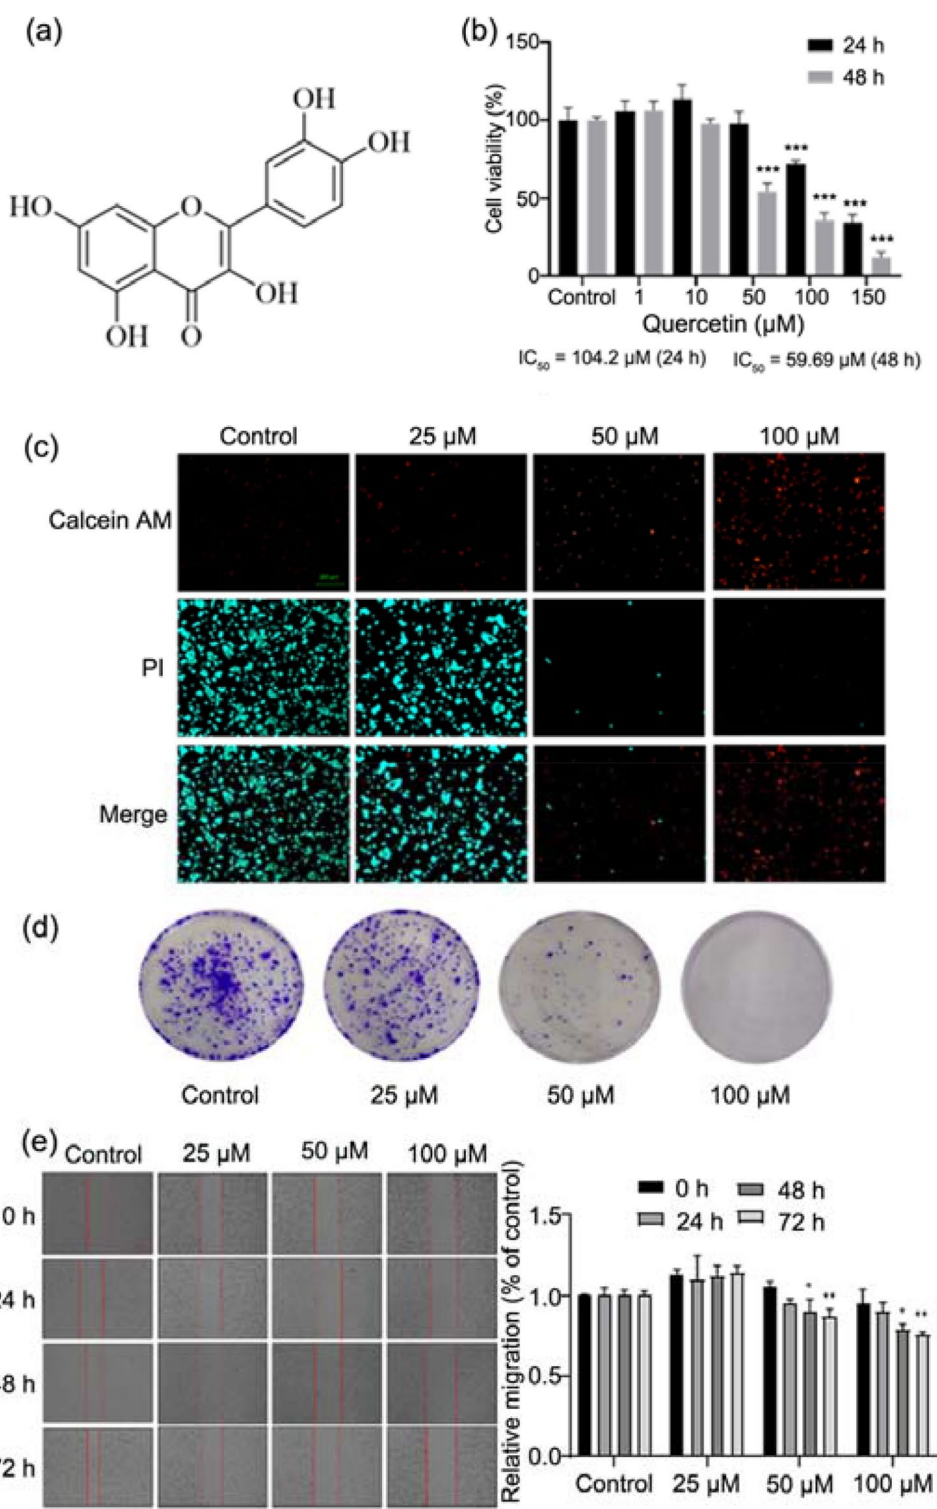 (a)
OH
OH
HO
O
OH
OH
O
(b)
150
100
50
0
Cell viability (%)
24 h
48 h
***
***
***
***
***
Control 1 10 50 100 150
Quercetin (µM)
IC50 = 104.2 µM (24 h) IC50 = 59.69 µM (48 h)
(c)
Control 25 µM 50 µM 100 µM
Calcein AM
PI
Merge
(d)
Control 25 µM 50 µM 100 µM
(e)
Control 25 µM 50 µM 100 µM
0 h
24 h
48 h
72 h
Relative migration (% of control)
0 h 48 h
24 h 72 h
1.5
1.0
0.5
0.0
* **
* **
Control 25 µM 50 µM 100 µM